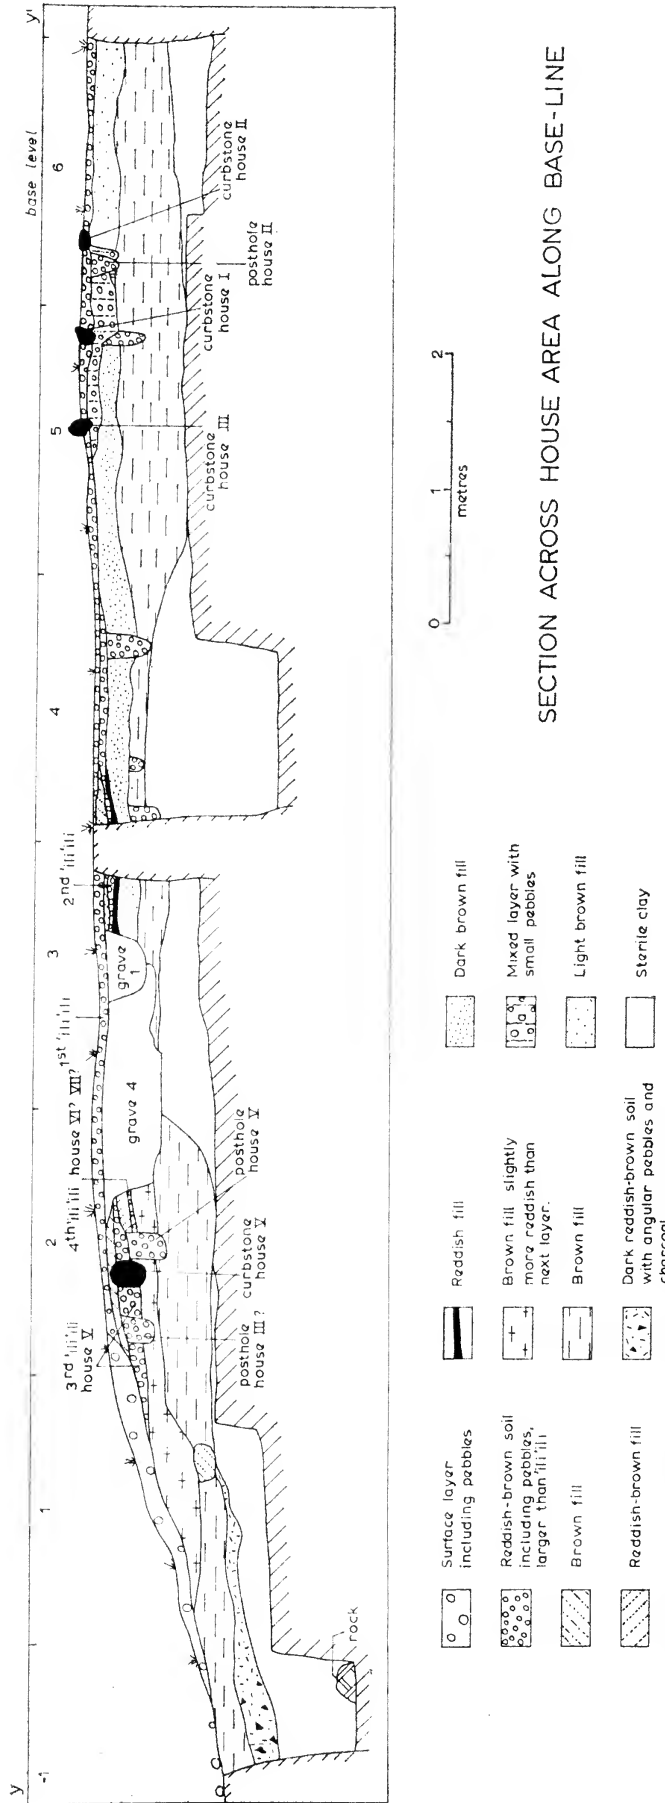 y
y'
base level
-1
1
2
3
4
5
6
3rd 'ili'ili
house V
4th 'ili'ili
house VI? VII?
1st 'ili'ili
2nd 'ili'ili
grave 4
grave
1
rock
posthole
house III?
curbstone
house V
posthole
house V
curbstone
house III
curbstone
house I
posthole
house II
curbstone
house II
0
1
2
metres
SECTION ACROSS HOUSE AREA ALONG BASE-LINE
Surface layer
including pebbles
Reddish-brown soil
including pebbles,
larger than 'ili'ili
Brown fill
Reddish-brown fill
Reddish fill
Brown fill slightly
more reddish than
next layer.
Brown fill
Dark reddish-brown soil
with angular pebbles and
charcoal
Dark brown fill
Mixed layer with
small pebbles
Light brown fill
Sterile clay